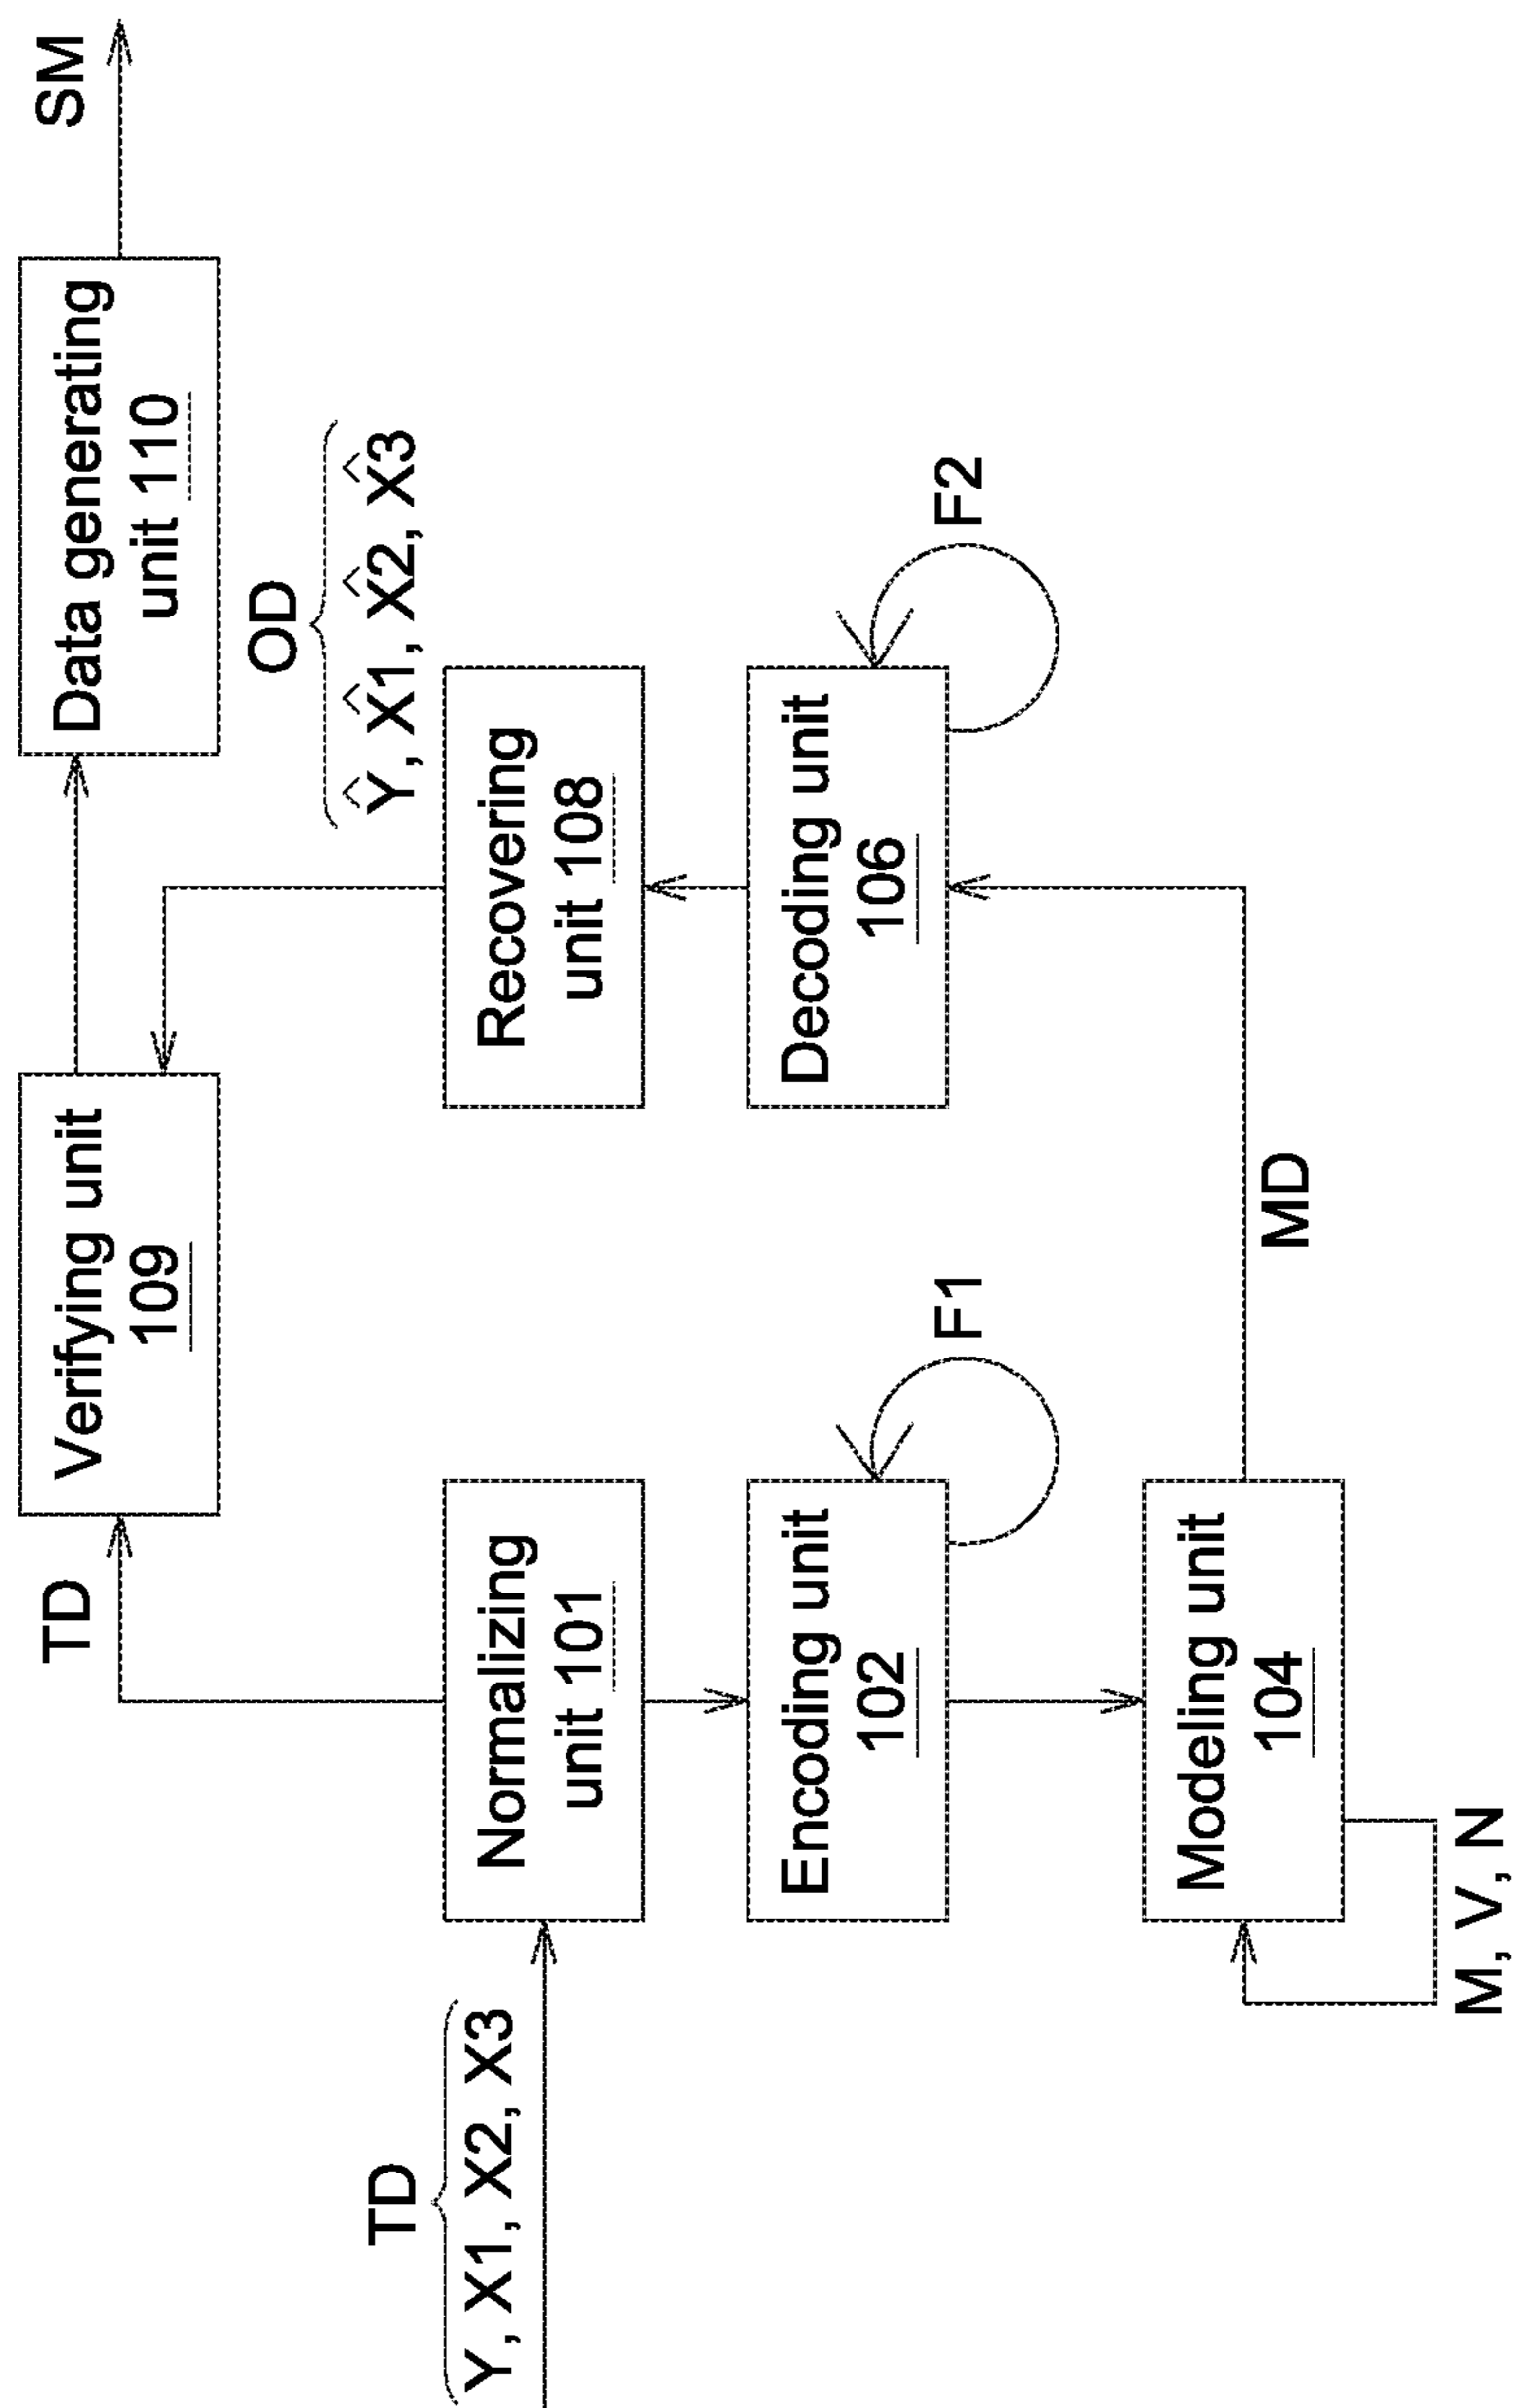 TD
Verifying unit
109
Data generating
unit 110
SM
OD
Ŷ, X̂1, X̂2, X̂3
TD
Y, X1, X2, X3
Normalizing
unit 101
Recovering
unit 108
Encoding unit
102
F1
Decoding unit
106
F2
Modeling unit
104
MD
M, V, N